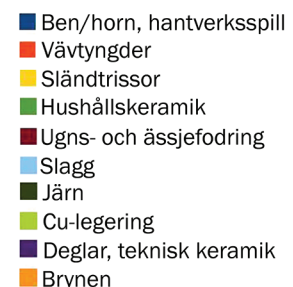 Ben/horn, hantverksspill
Vävtyngder
Sländtrissor
Hushållskeramik
Ugns- och ässjefodring
Slagg
Järn
Cu-legering
Deglar, teknisk keramik
Brynen